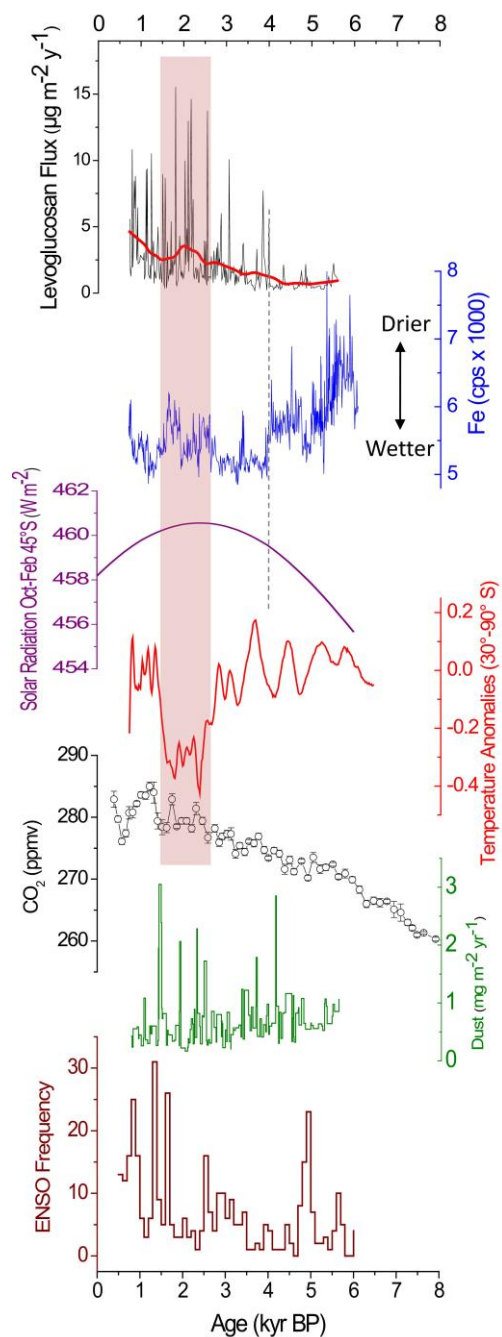 0 1 2 3 4 5 6 7 8
15
10
5
0
Levoglucosan Flux (µg m⁻² y⁻¹)
8
7
6
5
Fe (cps x 1000)
Drier
Wetter
462
460
458
456
454
Solar Radiation Oct-Feb 45°S (W m⁻²)
0.2
0.0
-0.2
-0.4
Temperature Anomalies (30°-90° S)
290
280
270
260
CO₂ (ppmv)
3
2
1
0
Dust (mg m⁻² yr⁻¹)
30
20
10
0
ENSO Frequency
0 1 2 3 4 5 6 7 8
Age (kyr BP)